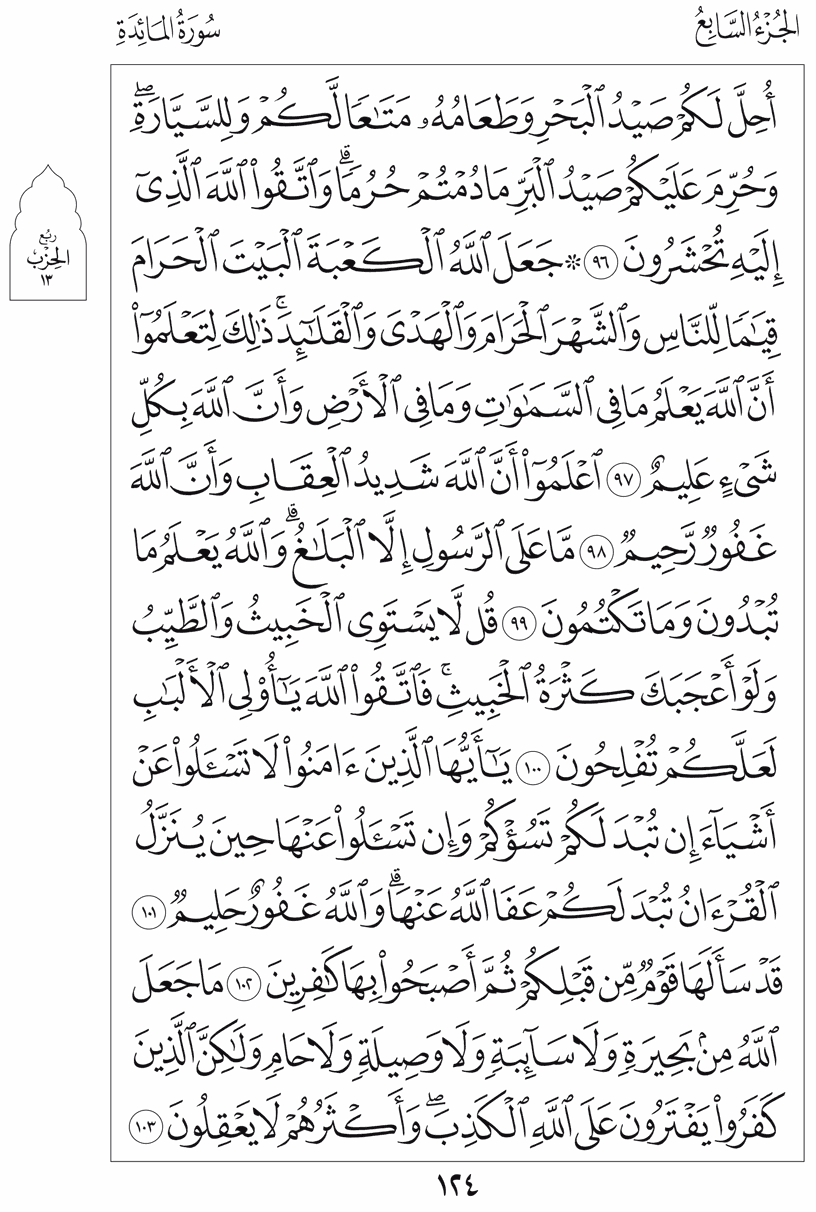 الجُزْءُ السَّابِعُ
سُورَةُ المَائِدَةِ
أُحِلَّ لَكُمْ صَيْدُ ٱلْبَحْرِ وَطَعَامُهُۥ مَتَٰعًا لَّكُمْ وَلِلسَّيَّارَةِۖ
وَحُرِّمَ عَلَيْكُمْ صَيْدُ ٱلْبَرِّ مَا دُمْتُمْ حُرُمًاۗ وَٱتَّقُوا۟ ٱللَّهَ ٱلَّذِىٓ
إِلَيْهِ تُحْشَرُونَ ٩٦ ۞ جَعَلَ ٱللَّهُ ٱلْكَعْبَةَ ٱلْبَيْتَ ٱلْحَرَامَ
قِيَٰمًا لِّلنَّاسِ وَٱلشَّهْرَ ٱلْحَرَامَ وَٱلْهَدْىَ وَٱلْقَلَٰٓئِدَۚ ذَٰلِكَ لِتَعْلَمُوٓا۟
أَنَّ ٱللَّهَ يَعْلَمُ مَا فِى ٱلسَّمَٰوَٰتِ وَمَا فِى ٱلْأَرْضِ وَأَنَّ ٱللَّهَ بِكُلِّ
شَىْءٍ عَلِيمٌ ٩٧ ٱعْلَمُوٓا۟ أَنَّ ٱللَّهَ شَدِيدُ ٱلْعِقَابِ وَأَنَّ ٱللَّهَ
غَفُورٌ رَّحِيمٌ ٩٨ مَّا عَلَى ٱلرَّسُولِ إِلَّا ٱلْبَلَٰغُۗ وَٱللَّهُ يَعْلَمُ مَا
تُبْدُونَ وَمَا تَكْتُمُونَ ٩٩ قُل لَّا يَسْتَوِى ٱلْخَبِيثُ وَٱلطَّيِّبُ
وَلَوْ أَعْجَبَكَ كَثْرَةُ ٱلْخَبِيثِۚ فَٱتَّقُوا۟ ٱللَّهَ يَٰٓأُو۟لِى ٱلْأَلْبَٰبِ
لَعَلَّكُمْ تُفْلِحُونَ ١٠٠ يَٰٓأَيُّهَا ٱلَّذِينَ ءَامَنُوا۟ لَا تَسْـَٔلُوا۟ عَنْ
أَشْيَآءَ إِن تُبْدَ لَكُمْ تَسُؤْكُمْ وَإِن تَسْـَٔلُوا۟ عَنْهَا حِينَ يُنَزَّلُ
ٱلْقُرْءَانُ تُبْدَ لَكُمْ عَفَا ٱللَّهُ عَنْهَاۗ وَٱللَّهُ غَفُورٌ حَلِيمٌ ١٠١
قَدْ سَأَلَهَا قَوْمٌ مِّن قَبْلِكُمْ ثُمَّ أَصْبَحُوا۟ بِهَا كَٰفِرِينَ ١٠٢ مَا جَعَلَ
ٱللَّهُ مِنۢ بَحِيرَةٍ وَلَا سَآئِبَةٍ وَلَا وَصِيلَةٍ وَلَا حَامٍ وَلَٰكِنَّ ٱلَّذِينَ
كَفَرُوا۟ يَفْتَرُونَ عَلَى ٱللَّهِ ٱلْكَذِبَۖ وَأَكْثَرُهُمْ لَا يَعْقِلُونَ ١٠٣
رُبْع
الحِزْب
١٣
١٢٤